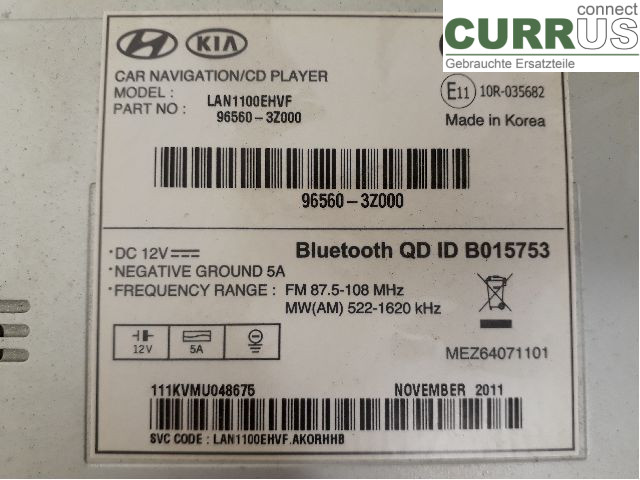 connect
CURRUS
Gebrauchte Ersatzteile
KIA
CAR NAVIGATION/CD PLAYER
MODEL : LAN1100EHVF
PART NO : 96560-3Z000
E11 10R-035682
Made in Korea
96560-3Z000
·DC 12V
Bluetooth QD ID B015753
·NEGATIVE GROUND 5A
·FREQUENCY RANGE : FM 87.5-108 MHz
MW(AM) 522-1620 kHz
12V
5A
MEZ64071101
111KVMU048675
NOVEMBER 2011
SVC CODE : LAN1100EHVF.AKORHHB